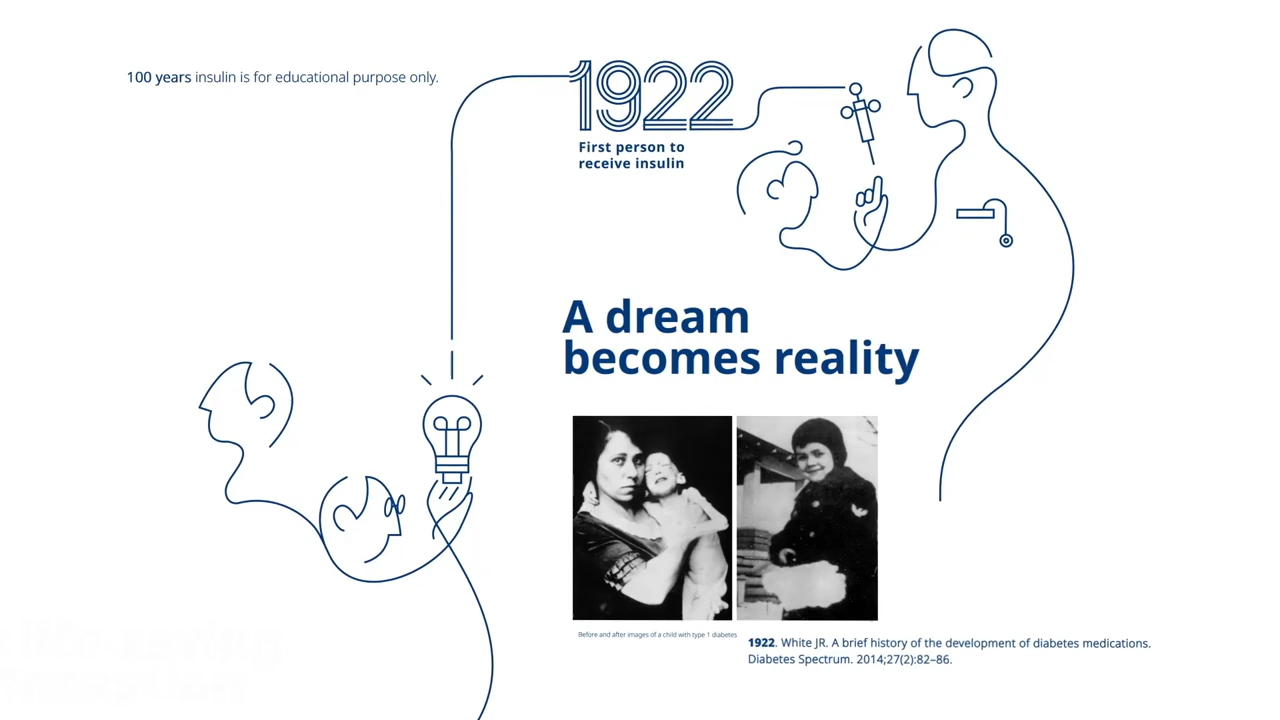 100 years insulin is for educational purpose only.
1922
First person to
receive insulin
A dream
becomes reality
Before and after images of a child with type 1 diabetes
1922. White JR. A brief history of the development of diabetes medications.
Diabetes Spectrum. 2014;27(2):82–86.